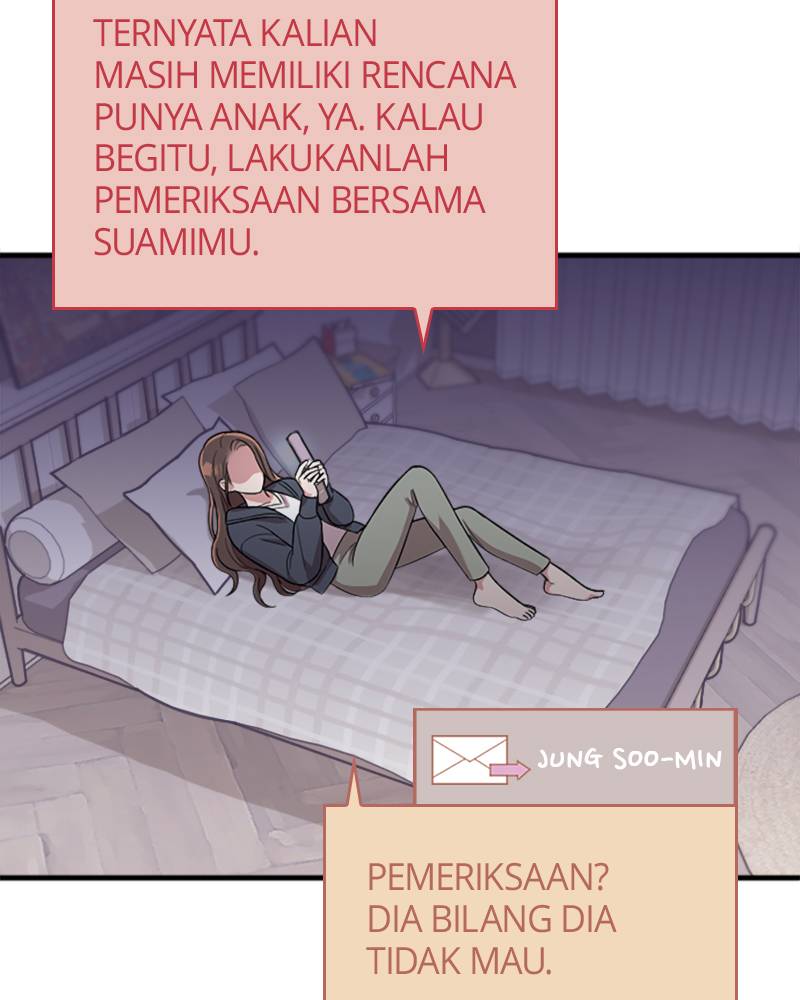 TERNYATA KALIAN
MASIH MEMILIKI RENCANA
PUNYA ANAK, YA. KALAU
BEGITU, LAKUKANLAH
PEMERIKSAAN BERSAMA
SUAMIMU.
JUNG SOO-MIN
PEMERIKSAAN?
DIA BILANG DIA
TIDAK MAU.